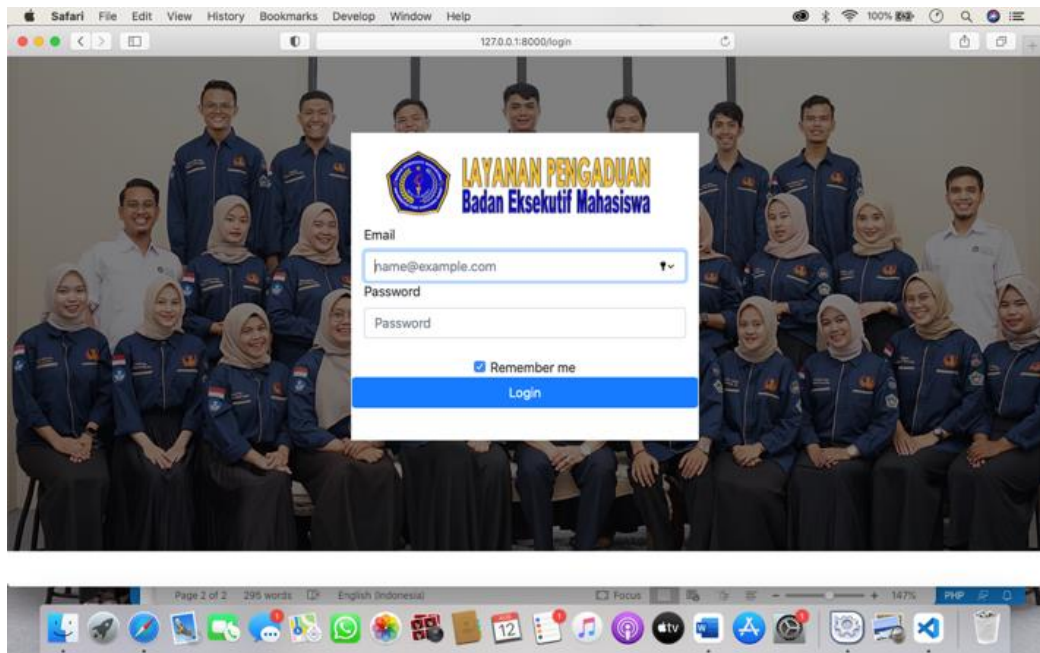 Safari File Edit View History Bookmarks Develop Window Help
100%
127.0.0.1:8000/login
LAYANAN PENGADUAN
Badan Eksekutif Mahasiswa
Email
name@example.com
Password
Password
Remember me
Login
Page 2 of 2 295 words English (Indonesia) Focus 147% PHP
12
tv